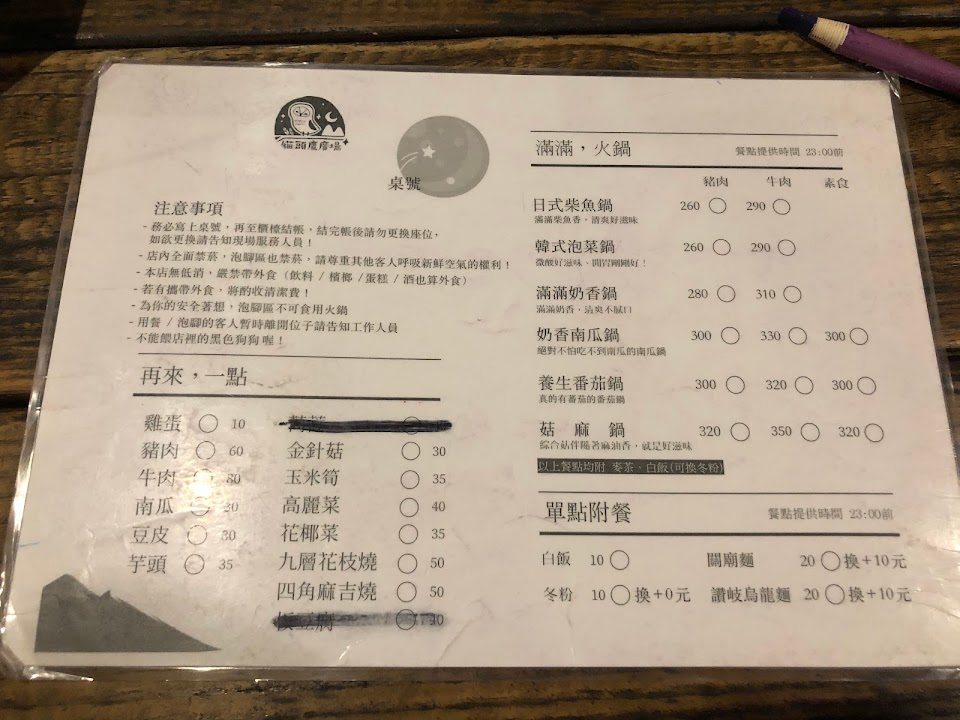 貓頭鷹廣場
桌號
注意事項
- 務必寫上桌號，再至櫃檯結帳，結完帳後請勿更換座位，
如欲更換請告知現場服務人員！
- 店內全面禁菸，泡腳區也禁菸，請尊重其他客人呼吸新鮮空氣的權利！
- 本店無低消，嚴禁帶外食（飲料 / 檳榔 / 蛋糕 / 酒也算外食）
- 若有攜帶外食，將酌收清潔費！
- 為你的安全著想，泡腳區不可食用火鍋
- 用餐 / 泡腳的客人暫時離開位子請告知工作人員
- 不能餵店裡的黑色狗狗喔！
再來，一點
雞蛋 10
豬肉 60
牛肉 80
南瓜 30
豆皮 30
芋頭 35
金針菇 30
玉米筍 35
高麗菜 40
花椰菜 35
九層花枝燒 50
四角麻吉燒 50
板豆腐 30
滿滿，火鍋 餐點提供時間 23:00前
豬肉 牛肉 素食
日式柴魚鍋 260 290
滿滿柴魚香，清爽好滋味
韓式泡菜鍋 260 290
微酸好滋味、開胃剛剛好！
滿滿奶香鍋 280 310
滿滿奶香，清爽不膩口
奶香南瓜鍋 300 330 300
絕對不怕吃不到南瓜的南瓜鍋
養生番茄鍋 300 320 300
真的有蕃茄的番茄鍋
菇 麻 鍋 320 350 320
綜合菇伴隨著麻油香，就是好滋味
以上餐點均附 麥茶、白飯(可換冬粉)
單點附餐 餐點提供時間 23:00前
白飯 10 關廟麵 20 換+10元
冬粉 10 換+0元 讚岐烏龍麵 20 換+10元